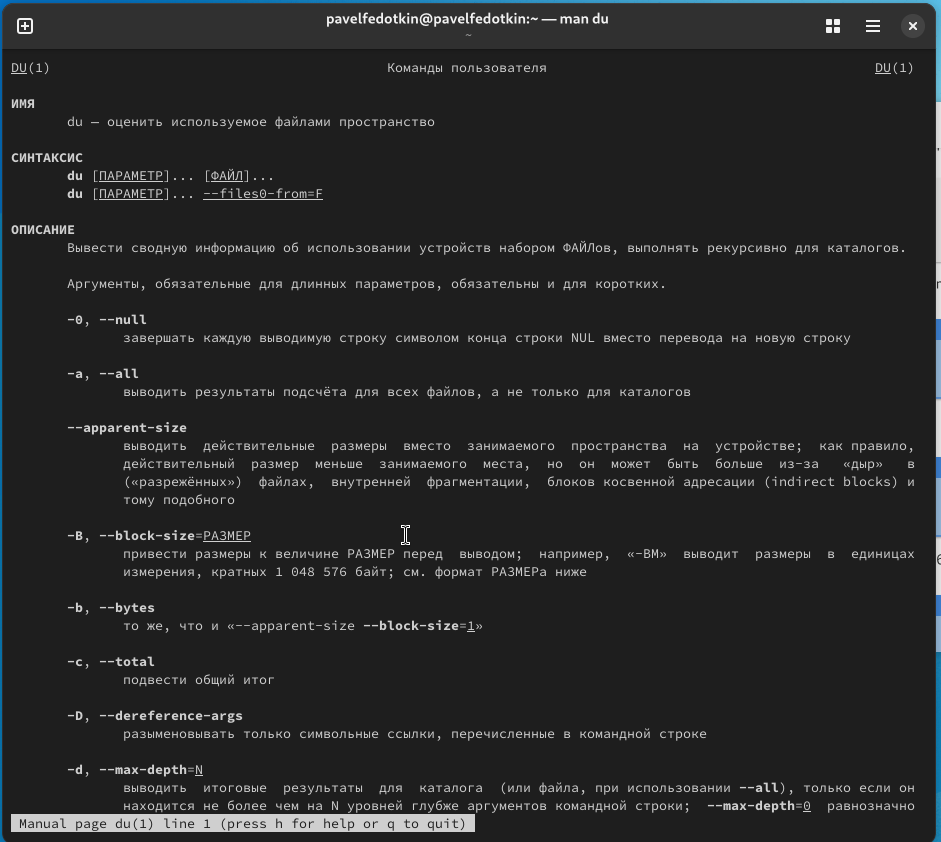 pavelfedotkin@pavelfedotkin:~ — man du
~
DU(1) Команды пользователя DU(1)
ИМЯ
du — оценить используемое файлами пространство
СИНТАКСИС
du [ПАРАМЕТР]... [ФАЙЛ]...
du [ПАРАМЕТР]... --files0-from=F
ОПИСАНИЕ
Вывести сводную информацию об использовании устройств набором ФАЙЛов, выполнять рекурсивно для каталогов.
Аргументы, обязательные для длинных параметров, обязательны и для коротких.
-0, --null
завершать каждую выводимую строку символом конца строки NUL вместо перевода на новую строку
-a, --all
выводить результаты подсчёта для всех файлов, а не только для каталогов
--apparent-size
выводить действительные размеры вместо занимаемого пространства на устройстве; как правило,
действительный размер меньше занимаемого места, но он может быть больше из-за «дыр» в
(«разрежённых») файлах, внутренней фрагментации, блоков косвенной адресации (indirect blocks) и
тому подобного
-B, --block-size=РАЗМЕР
привести размеры к величине РАЗМЕР перед выводом; например, «-BM» выводит размеры в единицах
измерения, кратных 1 048 576 байт; см. формат РАЗМЕРа ниже
-b, --bytes
то же, что и «--apparent-size --block-size=1»
-c, --total
подвести общий итог
-D, --dereference-args
разыменовывать только символьные ссылки, перечисленные в командной строке
-d, --max-depth=N
выводить итоговые результаты для каталога (или файла, при использовании --all), только если он
находится не более чем на N уровней глубже аргументов командной строки; --max-depth=0 равнозначно
Manual page du(1) line 1 (press h for help or q to quit)